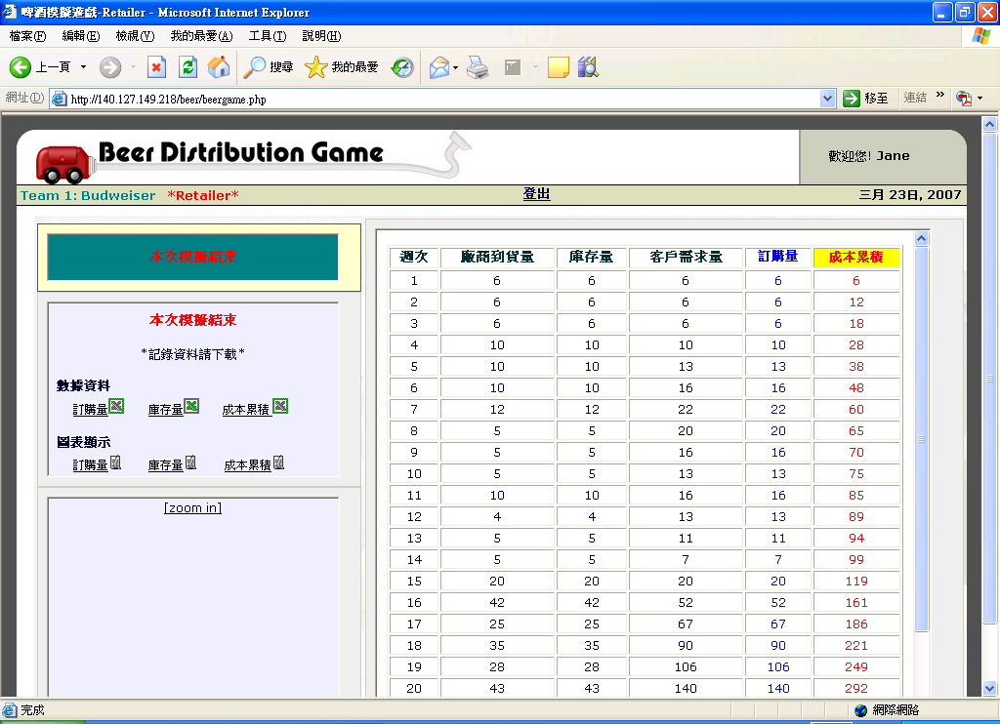 啤酒模擬遊戲-Retailer - Microsoft Internet Explorer
檔案(F) 編輯(E) 檢視(V) 我的最愛(A) 工具(T) 說明(H)
上一頁 搜尋 我的最愛
網址(D) http://140.127.149.218/beer/beergame.php 移至 連結 »
Beer Distribution Game 歡迎您! Jane
Team 1: Budweiser *Retailer* 登出 三月 23日, 2007
本次模擬結束
本次模擬結束
*記錄資料請下載*
數據資料
訂購量 庫存量 成本累積
圖表顯示
訂購量 庫存量 成本累積
[zoom in]
週次 廠商到貨量 庫存量 客戶需求量 訂購量 成本累積
1 6 6 6 6 6
2 6 6 6 6 12
3 6 6 6 6 18
4 10 10 10 10 28
5 10 10 13 13 38
6 10 10 16 16 48
7 12 12 22 22 60
8 5 5 20 20 65
9 5 5 16 16 70
10 5 5 13 13 75
11 10 10 16 16 85
12 4 4 13 13 89
13 5 5 11 11 94
14 5 5 7 7 99
15 20 20 20 20 119
16 42 42 52 52 161
17 25 25 67 67 186
18 35 35 90 90 221
19 28 28 106 106 249
20 43 43 140 140 292
完成 網際網路